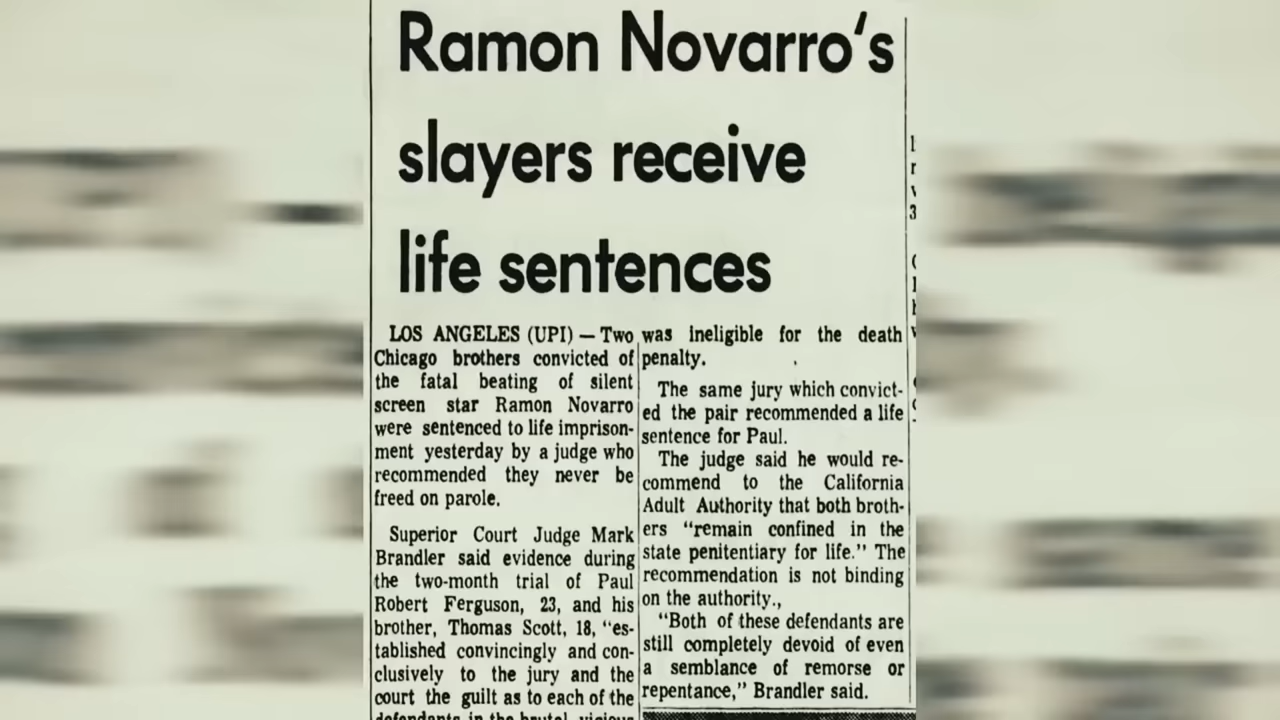 Ramon Novarro's
slayers receive
life sentences
LOS ANGELES (UPI) — Two
Chicago brothers convicted of
the fatal beating of silent
screen star Ramon Novarro
were sentenced to life imprison-
ment yesterday by a judge who
recommended they never be
freed on parole.
Superior Court Judge Mark
Brandler said evidence during
the two-month trial of Paul
Robert Ferguson, 23, and his
brother, Thomas Scott, 18, "es-
tablished convincingly and con-
clusively to the jury and the
court the guilt as to each of the
defendants in the brutal, vicious
was ineligible for the death
penalty.
The same jury which convict-
ed the pair recommended a life
sentence for Paul.
The judge said he would re-
commend to the California
Adult Authority that both broth-
ers "remain confined in the
state penitentiary for life." The
recommendation is not binding
on the authority.,
"Both of these defendants are
still completely devoid of even
a semblance of remorse or
repentance," Brandler said.